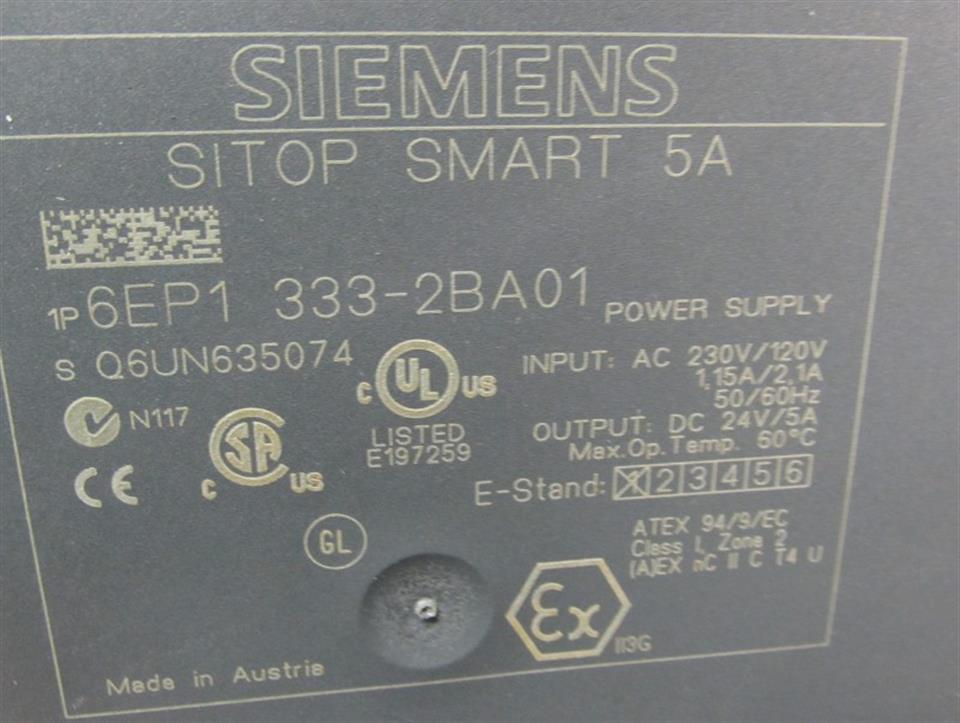 SIEMENS
SITOP SMART 5A
1P 6EP1 333-2BA01
POWER SUPPLY
S Q6UN635074
INPUT: AC 230V/120V
1,15A/2,1A
50/60Hz
OUTPUT: DC 24V/5A
Max.Op.Temp. 60°C
E-Stand: 1 2 3 4 5 6
N117
C UL US
LISTED
E197259
C SA US
CE
GL
ATEX 94/9/EC
Class I, Zone 2
(A)EX nC II C T4 U
Ex
II3G
Made in Austria